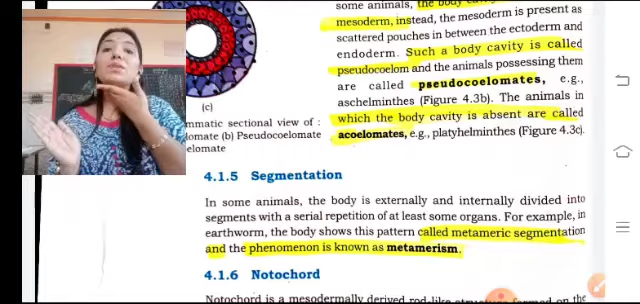 some animals, the body
mesoderm, instead, the mesoderm is present as
scattered pouches in between the ectoderm and
endoderm. Such a body cavity is called
pseudocoelom and the animals possessing them
are called pseudocoelomates, e.g.,
aschelminthes (Figure 4.3b). The animals in
which the body cavity is absent are called
acoelomates, e.g., platyhelminthes (Figure 4.3c).
(c)
mmatic sectional view of :
lomate (b) Pseudocoelomate
elomate
4.1.5 Segmentation
In some animals, the body is externally and internally divided into
segments with a serial repetition of at least some organs. For example, in
earthworm, the body shows this pattern called metameric segmentation
and the phenomenon is known as metamerism.
4.1.6 Notochord
Notochord is a mesodermally derived rod-like structure formed on the